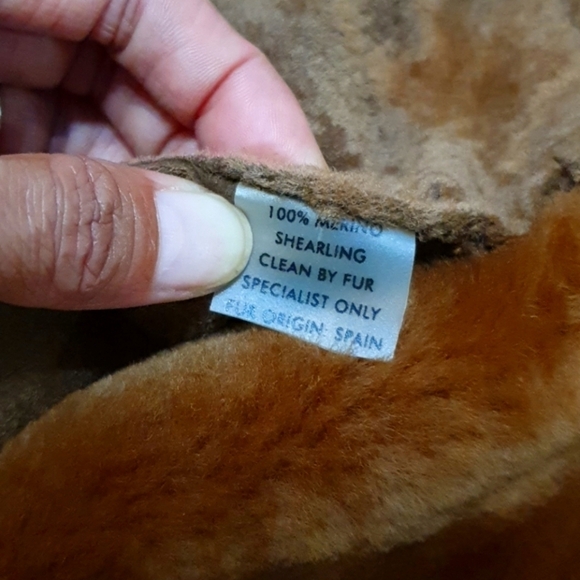 100% MERINO
SHEARLING
CLEAN BY FUR
SPECIALIST ONLY
FUR ORIGIN: SPAIN